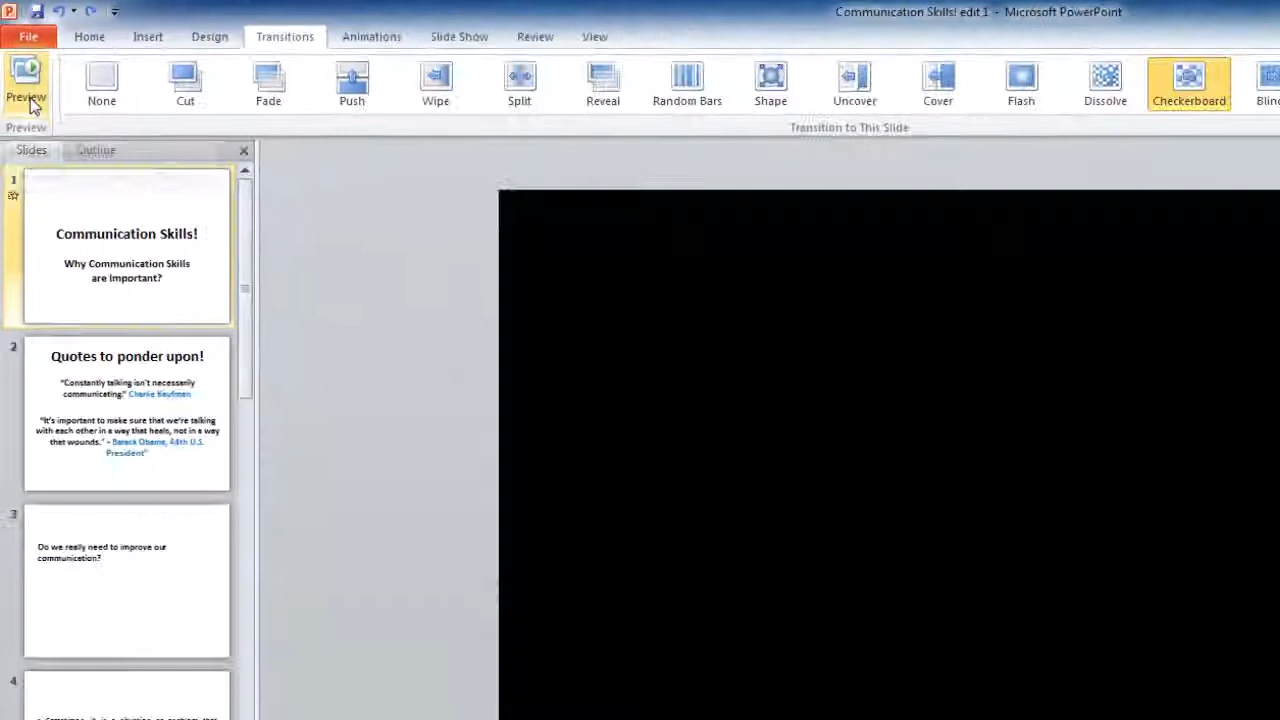 Communication Skills! edit 1 - Microsoft PowerPoint
File Home Insert Design Transitions Animations Slide Show Review View
Preview None Cut Fade Push Wipe Split Reveal Random Bars Shape Uncover Cover Flash Dissolve Checkerboard
Preview Transition to This Slide
Slides Outline
1
Communication Skills!
Why Communication Skills
are Important?
2
Quotes to ponder upon!
"Constantly talking isn't necessarily
communicating." Charlie Kaufman
"It's important to make sure that we're talking
with each other in a way that heals, not in a way
that wounds." - Barack Obama, 44th U.S.
President"
3
Do we really need to improve our
communication?
4